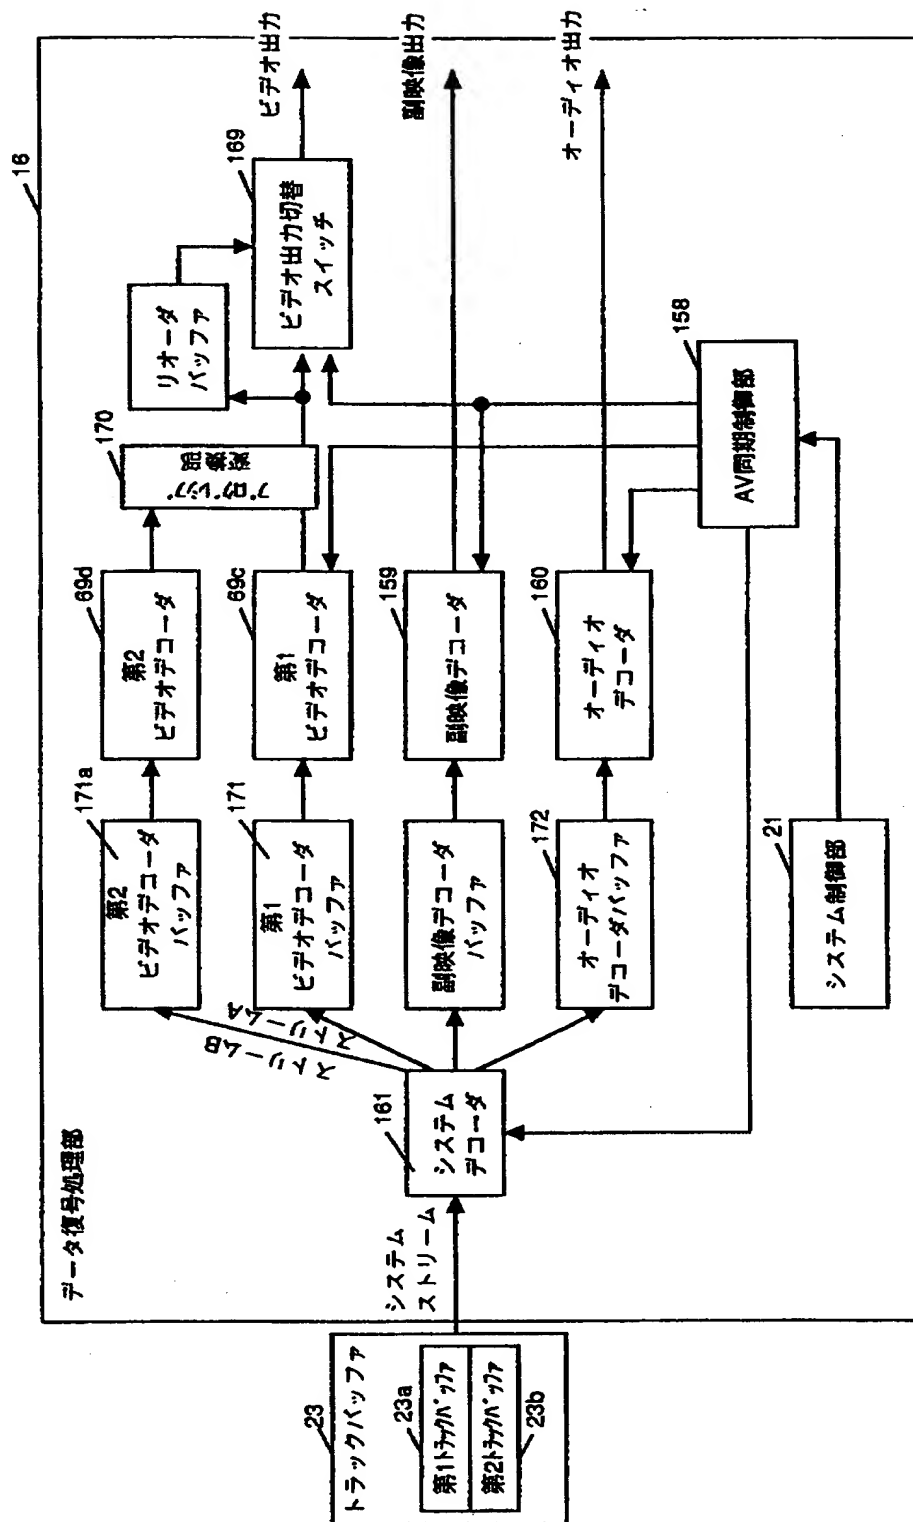 16
データ復号処理部
23
トラックバッファ
23a
第1トラックバッファ
第2トラックバッファ
23b
システム
ストリーム
161
システム
デコーダ
ストリームB
ストリームA
171a
第2
ビデオデコーダ
バッファ
171
第1
ビデオデコーダ
バッファ
副映像デコーダ
バッファ
172
オーディオ
デコーダバッファ
21
システム制御部
69d
第2
ビデオデコーダ
69c
第1
ビデオデコーダ
159
副映像デコーダ
160
オーディオ
デコーダ
158
AV同期制御部
170
プログレッシブ
変換部
リオーダ
バッファ
169
ビデオ出力切替
スイッチ
ビデオ出力
副映像出力
オーディオ出力